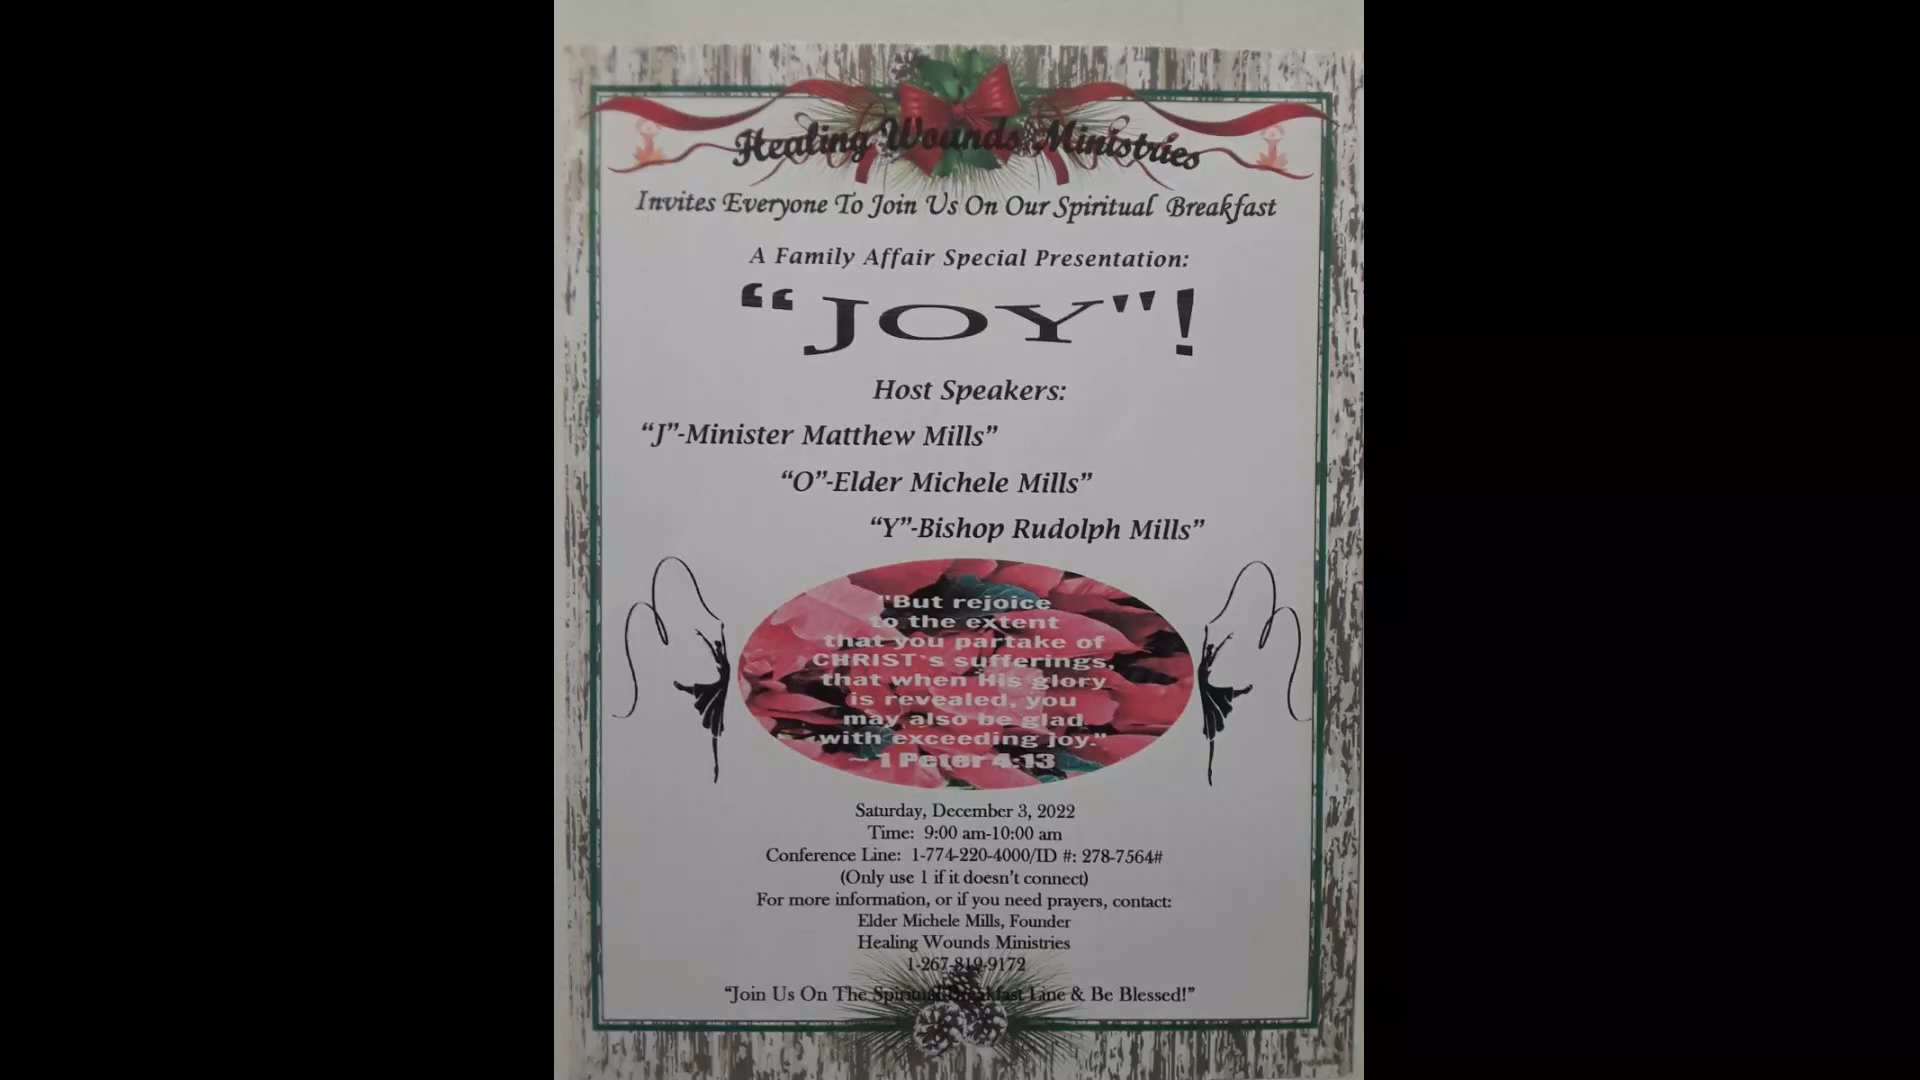 Healing Wounds Ministries
Invites Everyone To Join Us On Our Spiritual Breakfast
A Family Affair Special Presentation:
“JOY"!
Host Speakers:
“J”-Minister Matthew Mills”
“O”-Elder Michele Mills”
“Y”-Bishop Rudolph Mills”
"But rejoice
to the extent
that you partake of
CHRIST`s sufferings,
that when His glory
is revealed, you
may also be glad
with exceeding joy."
~ 1 Peter 4:13
Saturday, December 3, 2022
Time: 9:00 am-10:00 am
Conference Line: 1-774-220-4000/ID #: 278-7564#
(Only use 1 if it doesn’t connect)
For more information, or if you need prayers, contact:
Elder Michele Mills, Founder
Healing Wounds Ministries
1-267-819-9172
“Join Us On The Spiritual Breakfast Line & Be Blessed!”